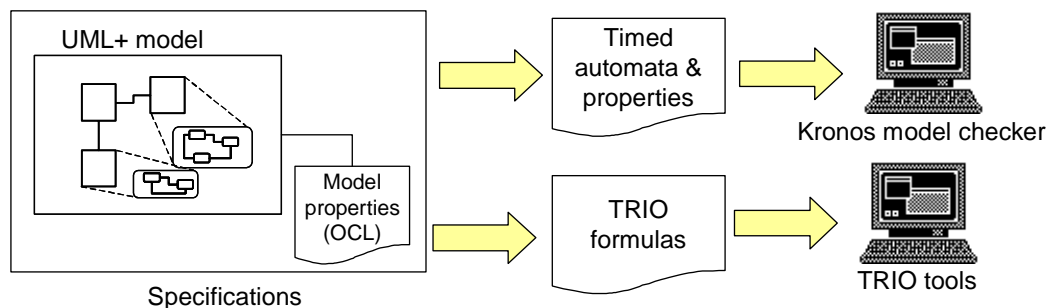 UML+ model
Model
properties
(OCL)
Specifications
Timed
automata &
properties
Kronos model checker
TRIO
formulas
TRIO tools